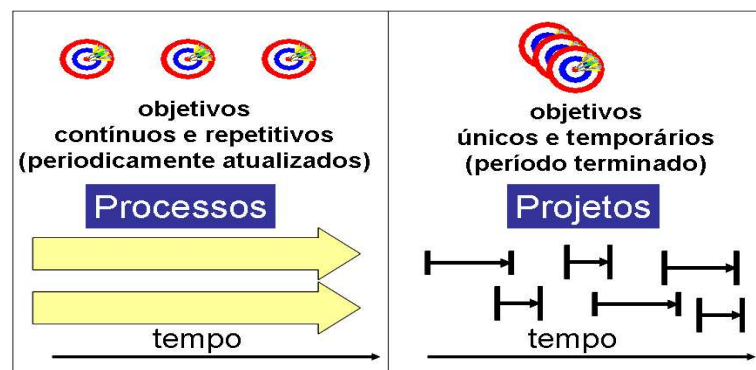 objetivos
contínuos e repetitivos
(periodicamente atualizados)
Processos
tempo
objetivos
únicos e temporários
(período terminado)
Projetos
tempo